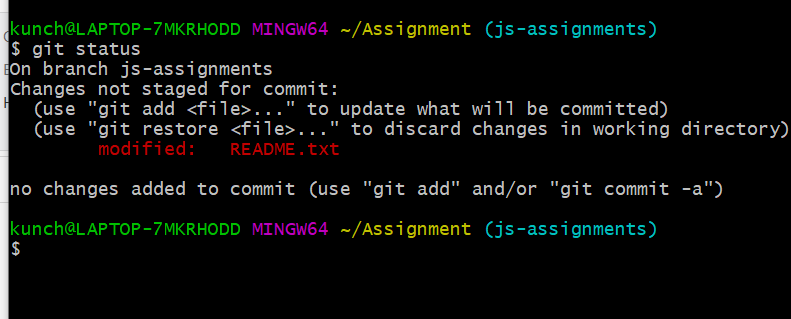 kunch@LAPTOP-7MKRHODD MINGW64 ~/Assignment (js-assignments)
$ git status
On branch js-assignments
Changes not staged for commit:
  (use "git add <file>..." to update what will be committed)
  (use "git restore <file>..." to discard changes in working directory)
        modified:   README.txt

no changes added to commit (use "git add" and/or "git commit -a")

kunch@LAPTOP-7MKRHODD MINGW64 ~/Assignment (js-assignments)
$